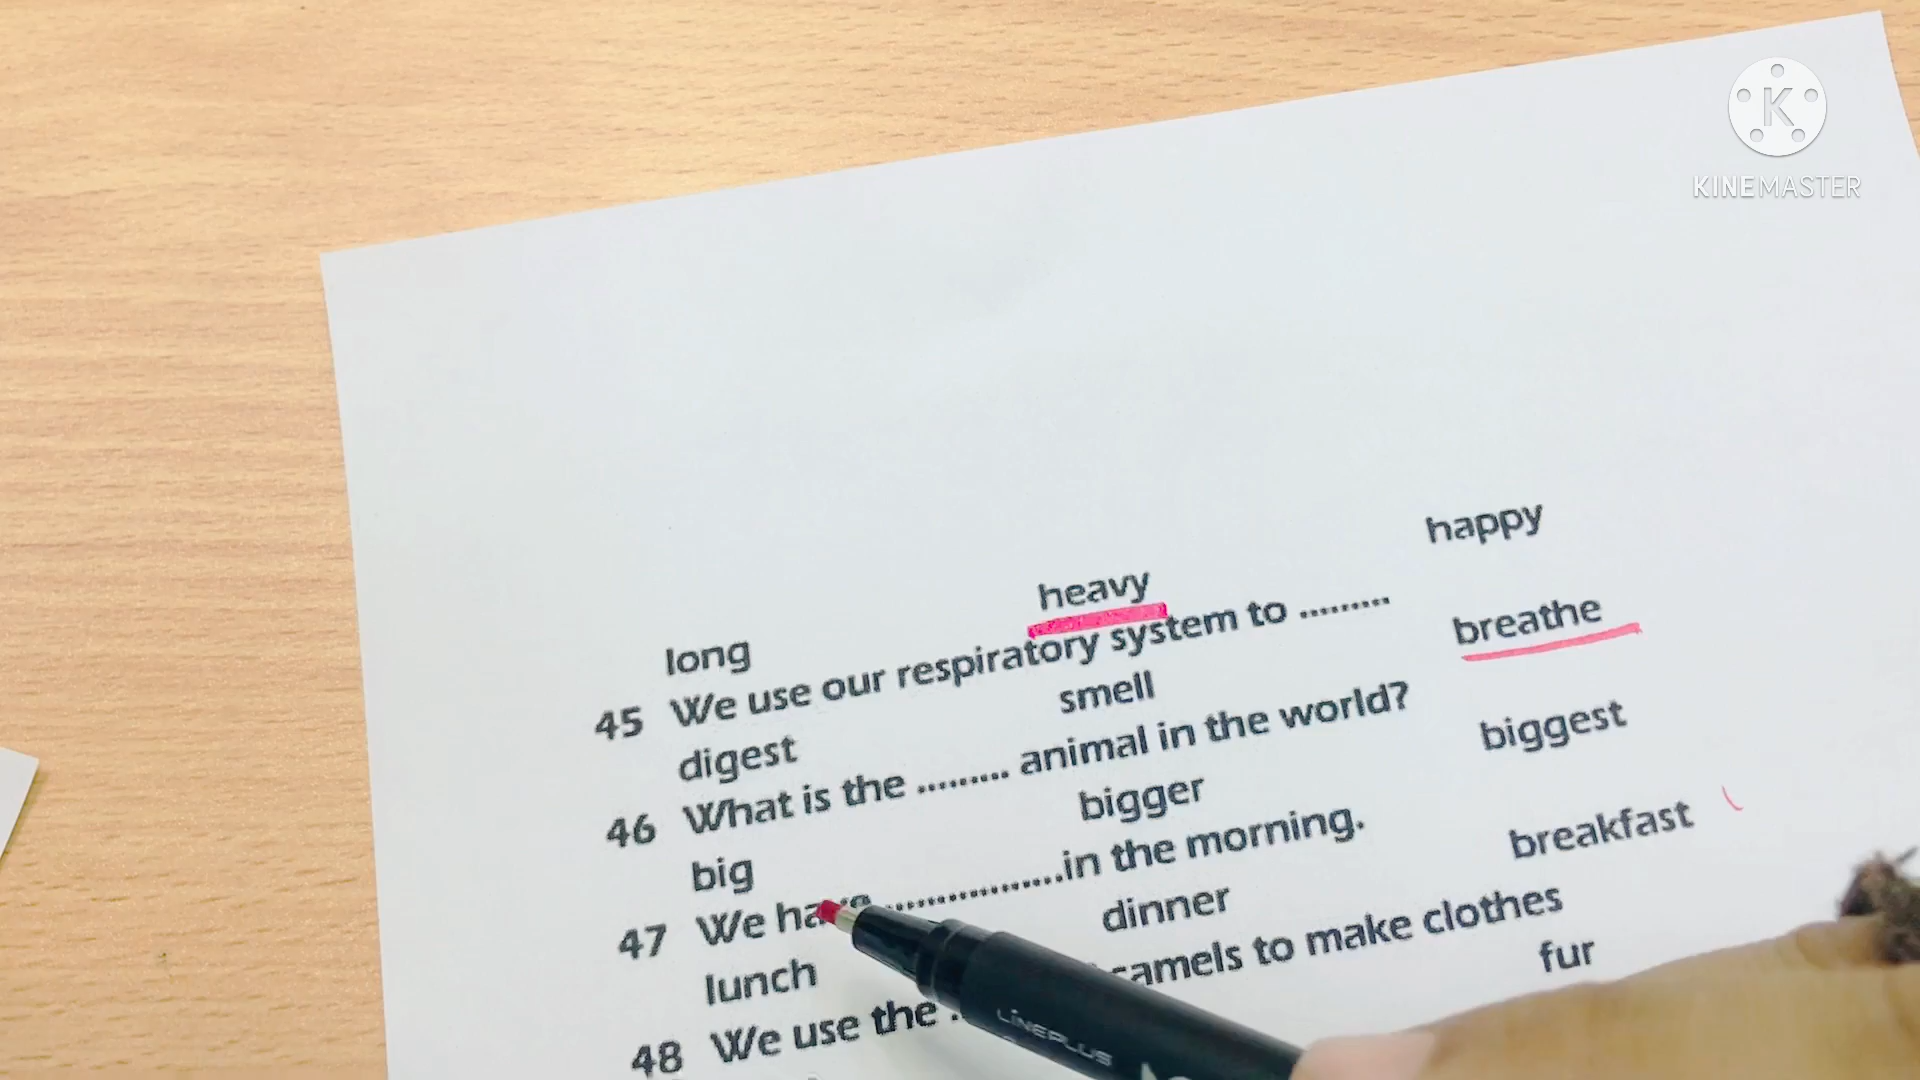 KINEMASTER
long heavy happy
45 We use our respiratory system to .........
digest smell breathe
46 What is the ......... animal in the world?
big bigger biggest
47 We have .................in the morning.
lunch dinner breakfast
48 We use the camels to make clothes
fur
LINEPLUS